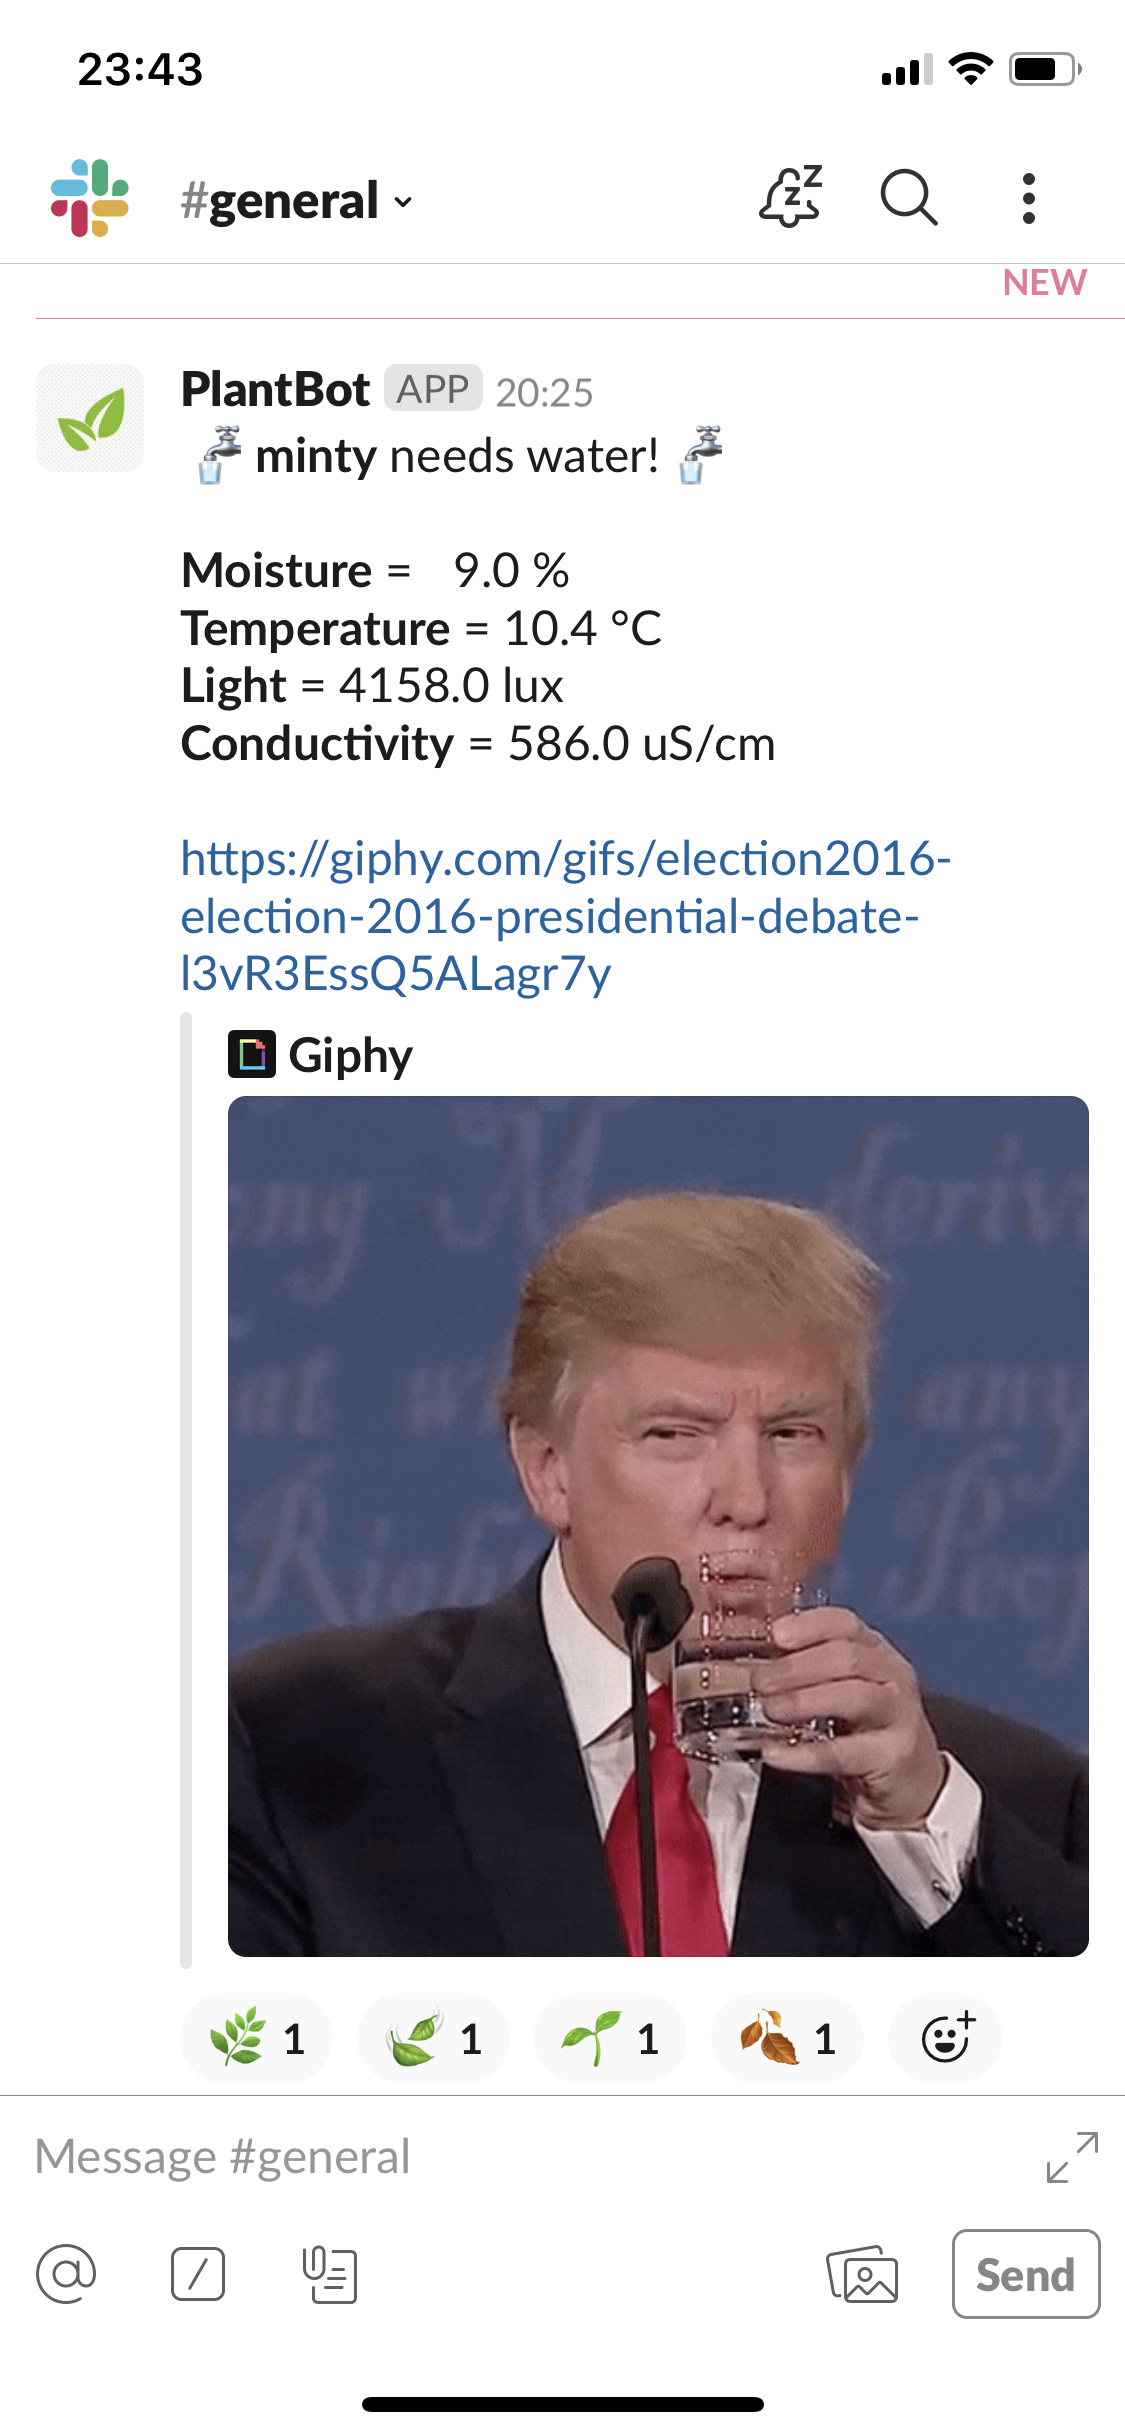 23:43
#general
NEW
PlantBot APP 20:25
minty needs water!
Moisture = 9.0 %
Temperature = 10.4 °C
Light = 4158.0 lux
Conductivity = 586.0 uS/cm
https://giphy.com/gifs/election2016-
election-2016-presidential-debate-
l3vR3EssQ5ALagr7y
Giphy
1 1 1 1
Message #general
Send